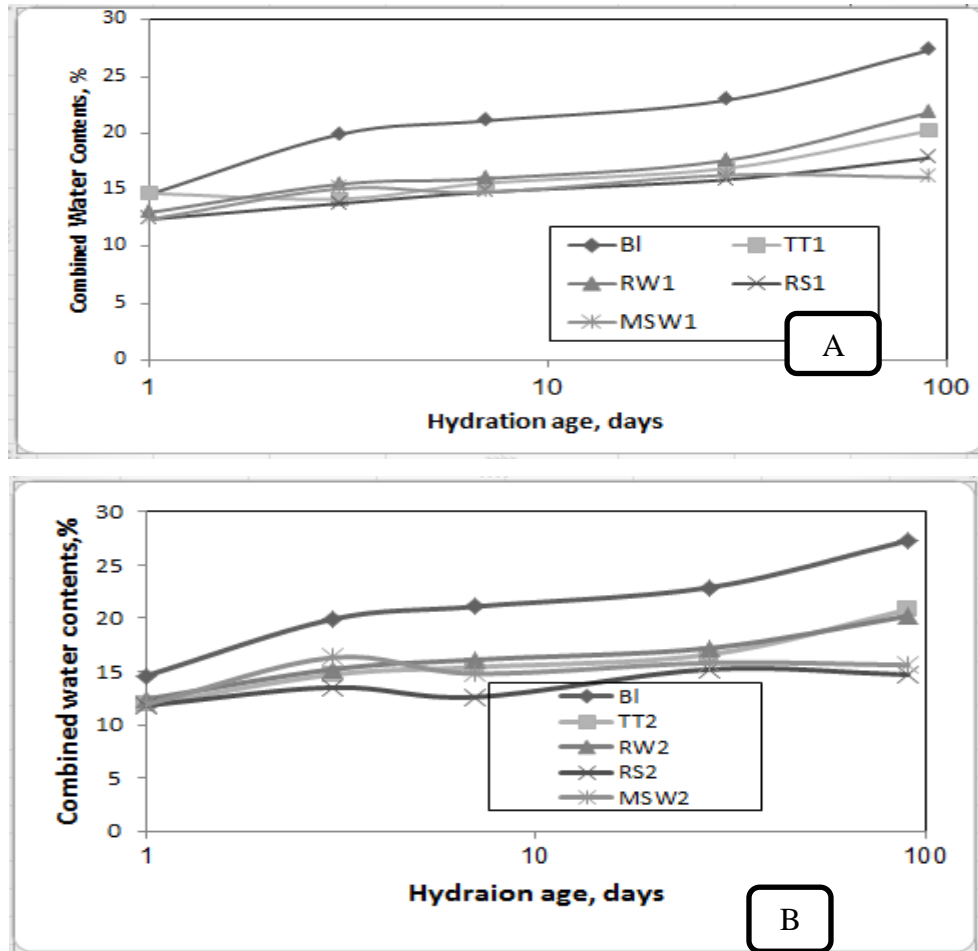 30
25
20
15
10
5
0
Combined Water Contents, %
Bl TT1
RW1 RS1
MSW1
A
1 10 100
Hydration age, days
30
25
20
15
10
5
0
Combined water contents,%
Bl
TT2
RW2
RS2
MSW2
1 10 100
Hydraion age, days
B